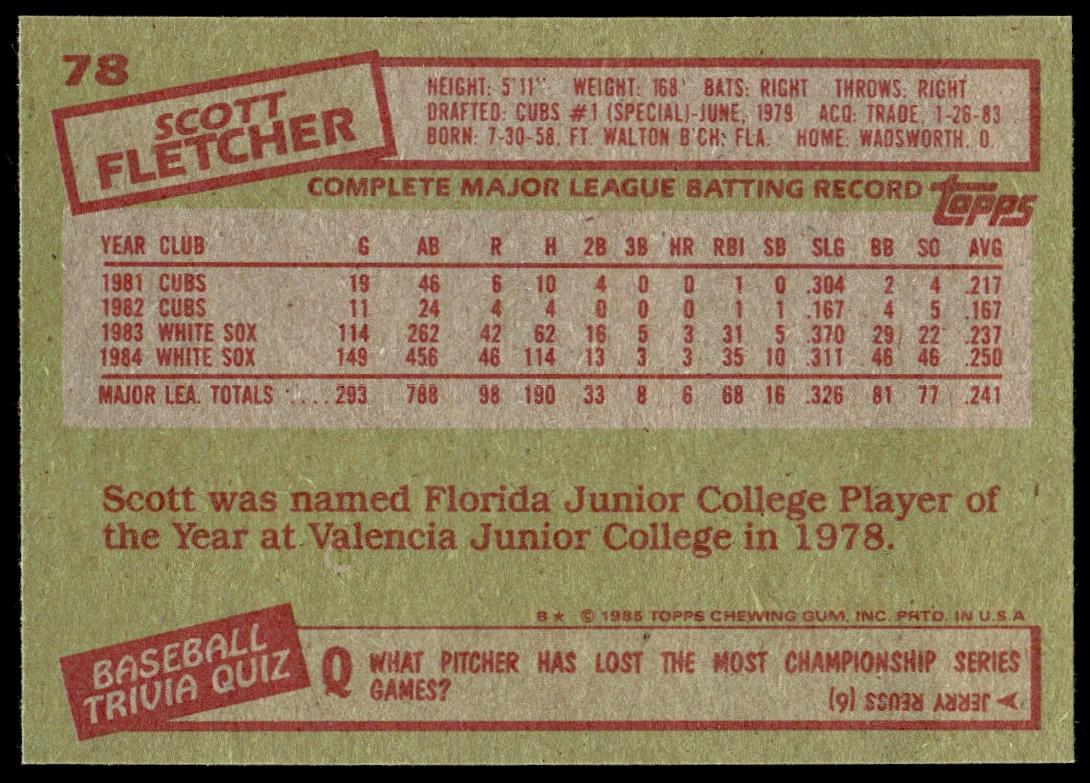 78
SCOTT
FLETCHER
HEIGHT: 5'11" WEIGHT: 168 BATS: RIGHT THROWS: RIGHT
DRAFTED: CUBS #1 (SPECIAL)-JUNE, 1979 ACQ: TRADE, 1-26-83
BORN: 7-30-58, FT. WALTON B'CH, FLA. HOME: WADSWORTH, O.
COMPLETE MAJOR LEAGUE BATTING RECORD
Topps
YEAR CLUB G AB R H 2B 3B HR RBI SB SLG BB SO AVG
1981 CUBS 19 46 6 10 4 0 0 1 0 .304 2 4 .217
1982 CUBS 11 24 4 4 0 0 0 1 1 .167 4 5 .167
1983 WHITE SOX 114 262 42 62 16 5 3 31 5 .370 29 22 .237
1984 WHITE SOX 149 456 46 114 13 3 3 35 10 .311 46 46 .250
MAJOR LEA. TOTALS .... 293 788 98 190 33 8 6 68 16 .326 81 77 .241
Scott was named Florida Junior College Player of
the Year at Valencia Junior College in 1978.
B★ © 1985 TOPPS CHEWING GUM, INC. PRTD. IN U.S.A
BASEBALL
TRIVIA QUIZ
Q WHAT PITCHER HAS LOST THE MOST CHAMPIONSHIP SERIES
GAMES?
JERRY REUSS (6)